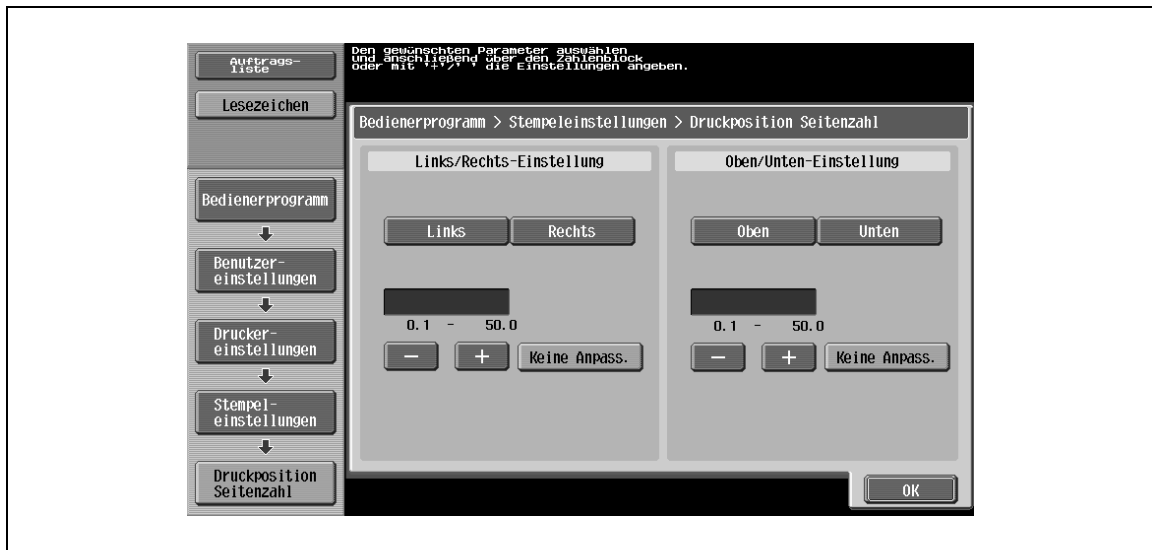 Auftrags-
liste
Lesezeichen
Den gewünschten Parameter auswählen
und anschließend über den Zahlenblock
oder mit '+'/' ' die Einstellungen angeben.
Bedienerprogramm > Stempeleinstellungen > Druckposition Seitenzahl
Bedienerprogramm
Benutzer-
einstellungen
Drucker-
einstellungen
Stempel-
einstellungen
Druckposition
Seitenzahl
Links/Rechts-Einstellung
Links Rechts
0.1 - 50.0
− + Keine Anpass.
Oben/Unten-Einstellung
Oben Unten
0.1 - 50.0
− + Keine Anpass.
OK